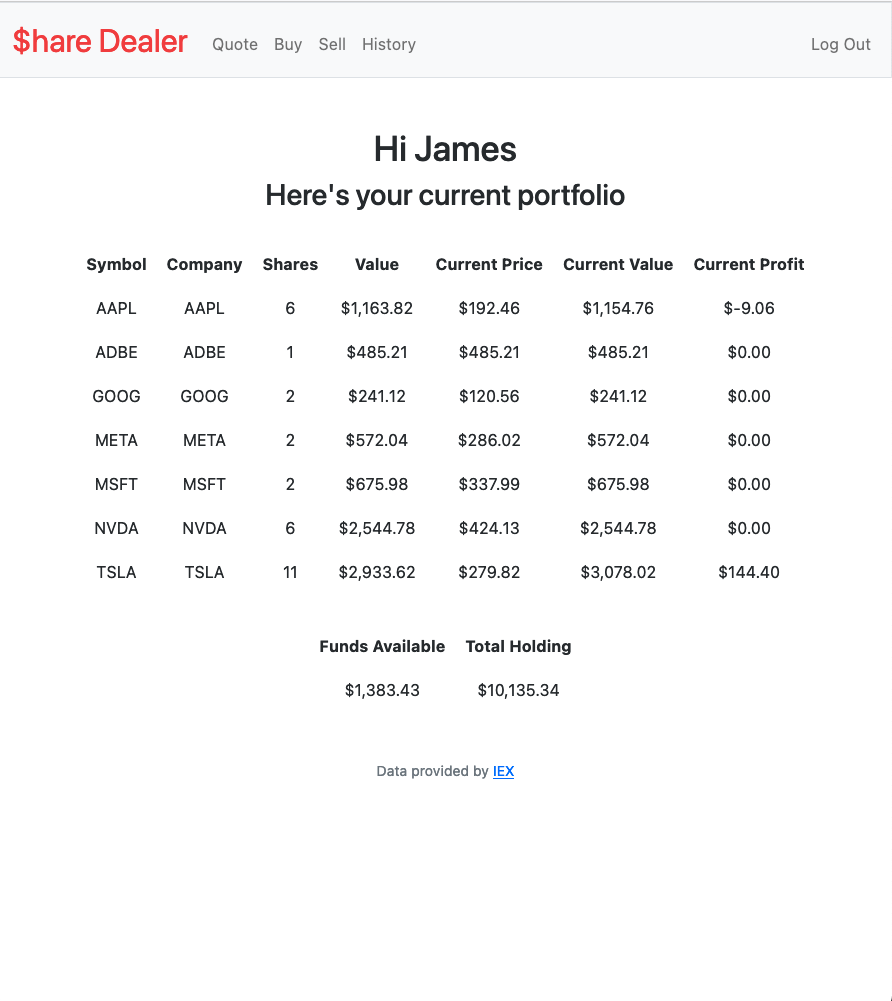 $hare Dealer Quote Buy Sell History Log Out
Hi James
Here's your current portfolio
Symbol Company Shares Value Current Price Current Value Current Profit
AAPL AAPL 6 $1,163.82 $192.46 $1,154.76 $-9.06
ADBE ADBE 1 $485.21 $485.21 $485.21 $0.00
GOOG GOOG 2 $241.12 $120.56 $241.12 $0.00
META META 2 $572.04 $286.02 $572.04 $0.00
MSFT MSFT 2 $675.98 $337.99 $675.98 $0.00
NVDA NVDA 6 $2,544.78 $424.13 $2,544.78 $0.00
TSLA TSLA 11 $2,933.62 $279.82 $3,078.02 $144.40
Funds Available Total Holding
$1,383.43 $10,135.34
Data provided by IEX